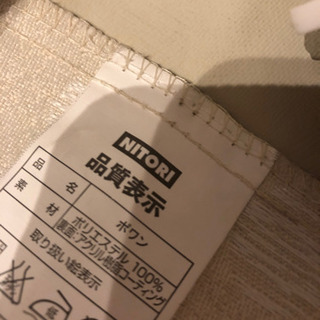 NITORI
品質表示
品 名 ポワン
素 材 ポリエステル 100%
裏面:アクリル樹脂コーティング
取り扱い絵表示